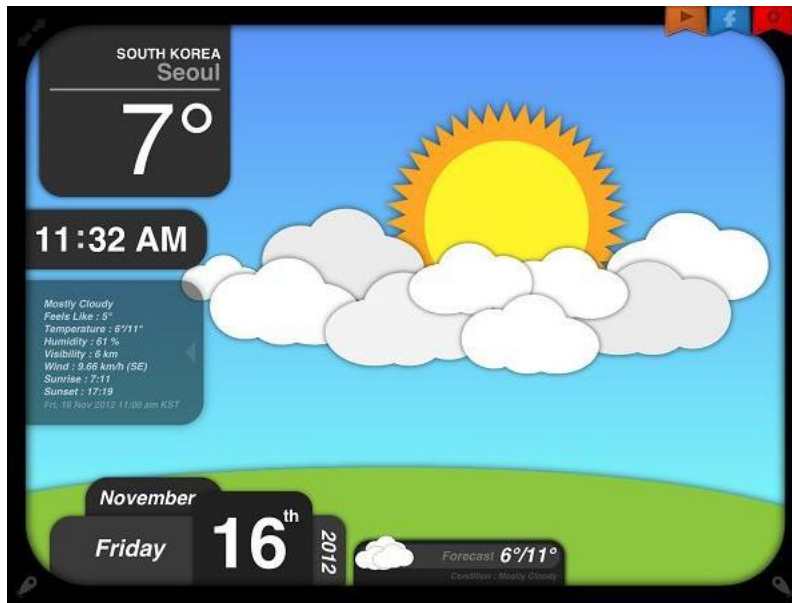 SOUTH KOREA
Seoul
7°
11:32 AM
Mostly Cloudy
Feels Like : 5°
Temperature : 6°/11°
Humidity : 61 %
Visibility : 6 km
Wind : 9.66 km/h (SE)
Sunrise : 7:11
Sunset : 17:19
Fri, 16 Nov 2012 11:00 am KST
November
Friday
16th
2012
Forecast 6°/11°
Condition : Mostly Cloudy